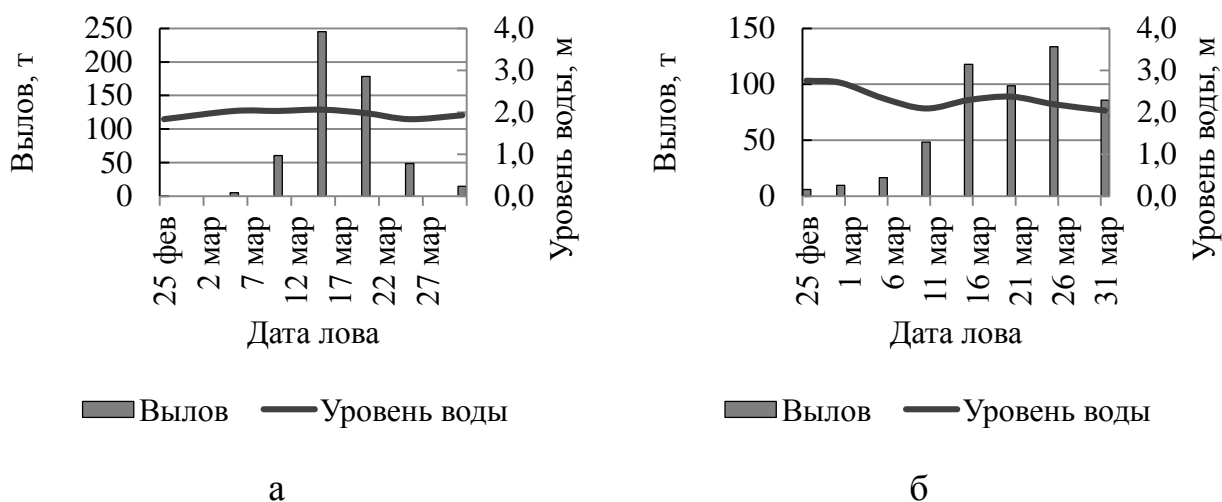 Вылов, т
250
200
150
100
50
0
4,0
3,0
2,0
1,0
0,0
Уровень воды, м
25 фев
2 мар
7 мар
12 мар
17 мар
22 мар
27 мар
Дата лова
Вылов
Уровень воды
а
Вылов, т
150
100
50
0
4,0
3,0
2,0
1,0
0,0
Уровень воды, м
25 фев
1 мар
6 мар
11 мар
16 мар
21 мар
26 мар
31 мар
Дата лова
Вылов
Уровень воды
б